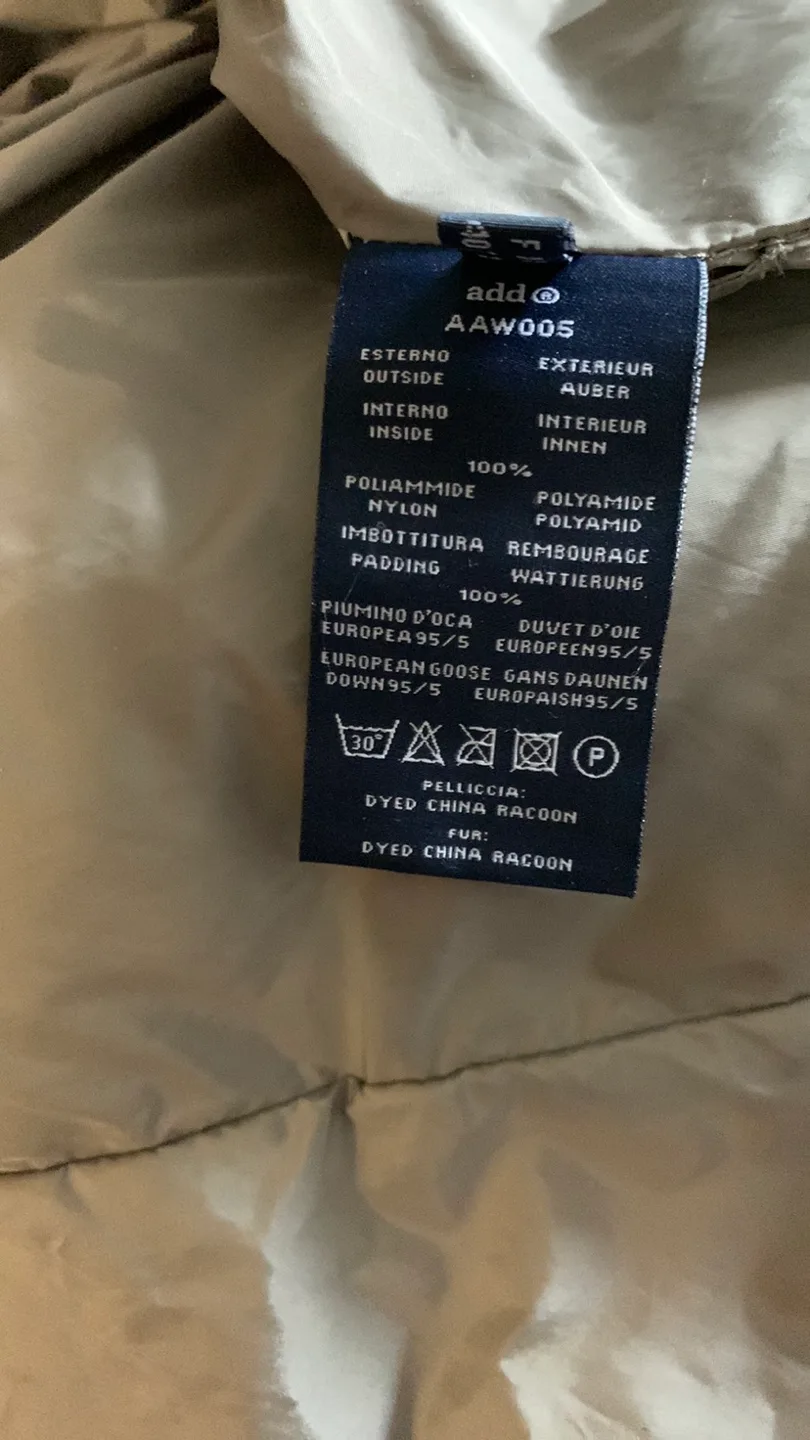 add®
AAW005
ESTERNO EXTERIEUR
OUTSIDE AUBER
INTERNO INTERIEUR
INSIDE INNEN
100%
POLIAMMIDE POLYAMIDE
NYLON POLYAMID
IMBOTTITURA REMBOURAGE
PADDING WATTIERUNG
100%
PIUMINO D'OCA DUVET D'OIE
EUROPEA95/5 EUROPEEN95/5
EUROPEAN GOOSE GANS DAUNEN
DOWN95/5 EUROPAISH95/5
30° P
PELLICCIA:
DYED CHINA RACOON
FUR:
DYED CHINA RACOON